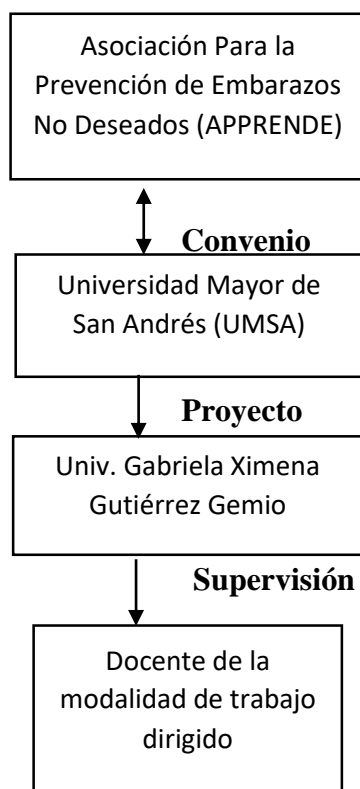 Asociación Para la
Prevención de Embarazos
No Deseados (APPRENDE)
Convenio
Universidad Mayor de
San Andrés (UMSA)
Proyecto
Univ. Gabriela Ximena
Gutiérrez Gemio
Supervisión
Docente de la
modalidad de trabajo
dirigido